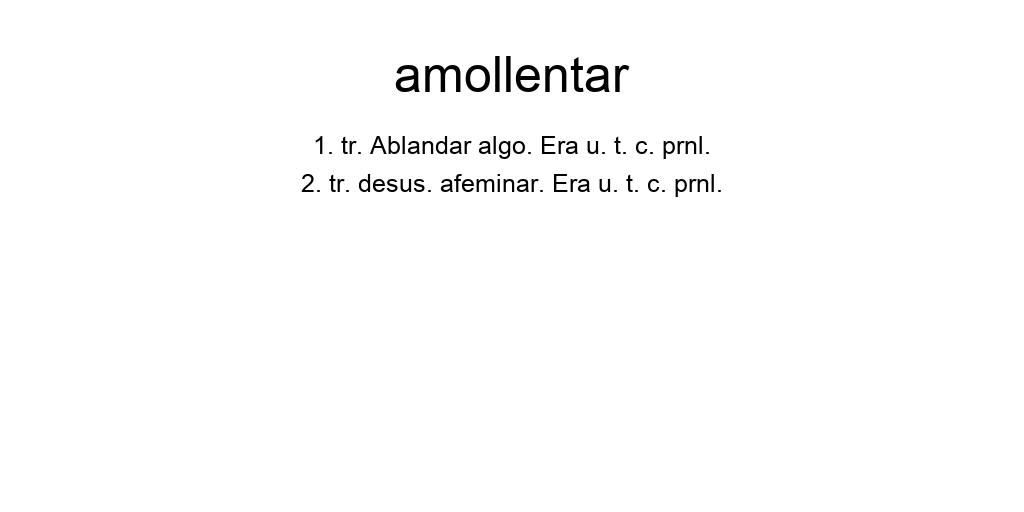 amollentar
1. tr. Ablandar algo. Era u. t. c. prnl.
2. tr. desus. afeminar. Era u. t. c. prnl.